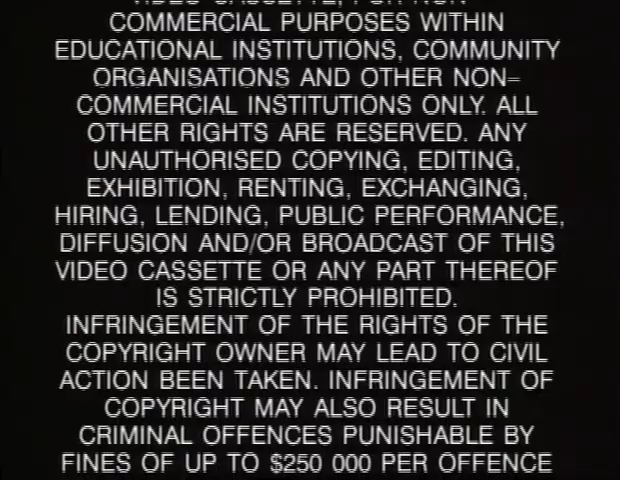 VIDEO CASSETTE, FOR NON-
COMMERCIAL PURPOSES WITHIN
EDUCATIONAL INSTITUTIONS, COMMUNITY
ORGANISATIONS AND OTHER NON-
COMMERCIAL INSTITUTIONS ONLY. ALL
OTHER RIGHTS ARE RESERVED. ANY
UNAUTHORISED COPYING, EDITING,
EXHIBITION, RENTING, EXCHANGING,
HIRING, LENDING, PUBLIC PERFORMANCE,
DIFFUSION AND/OR BROADCAST OF THIS
VIDEO CASSETTE OR ANY PART THEREOF
IS STRICTLY PROHIBITED.
INFRINGEMENT OF THE RIGHTS OF THE
COPYRIGHT OWNER MAY LEAD TO CIVIL
ACTION BEEN TAKEN. INFRINGEMENT OF
COPYRIGHT MAY ALSO RESULT IN
CRIMINAL OFFENCES PUNISHABLE BY
FINES OF UP TO $250 000 PER OFFENCE